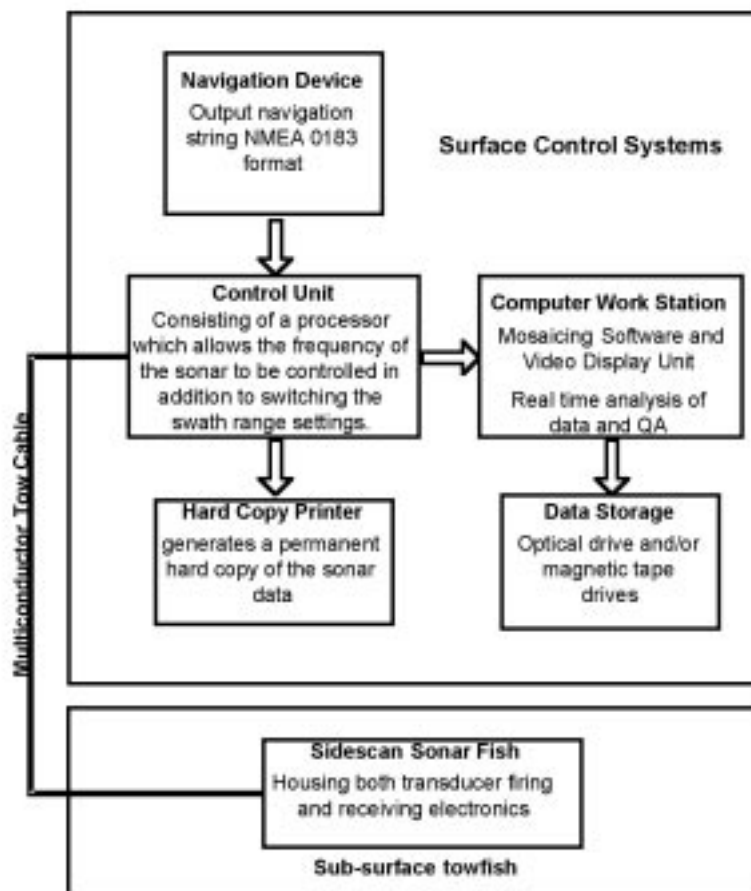 Navigation Device
Output navigation
string NMEA 0183
format
Surface Control Systems
Control Unit
Consisting of a processor
which allows the frequency of
the sonar to be controlled in
addition to switching the
swath range settings.
Computer Work Station
Mosaicing Software and
Video Display Unit
Real time analysis of
data and QA
Hard Copy Printer
generates a permanent
hard copy of the sonar
data
Data Storage
Optical drive and/or
magnetic tape
drives
Multiconductor Tow Cable
Sidescan Sonar Fish
Housing both transducer firing
and receiving electronics
Sub-surface towfish